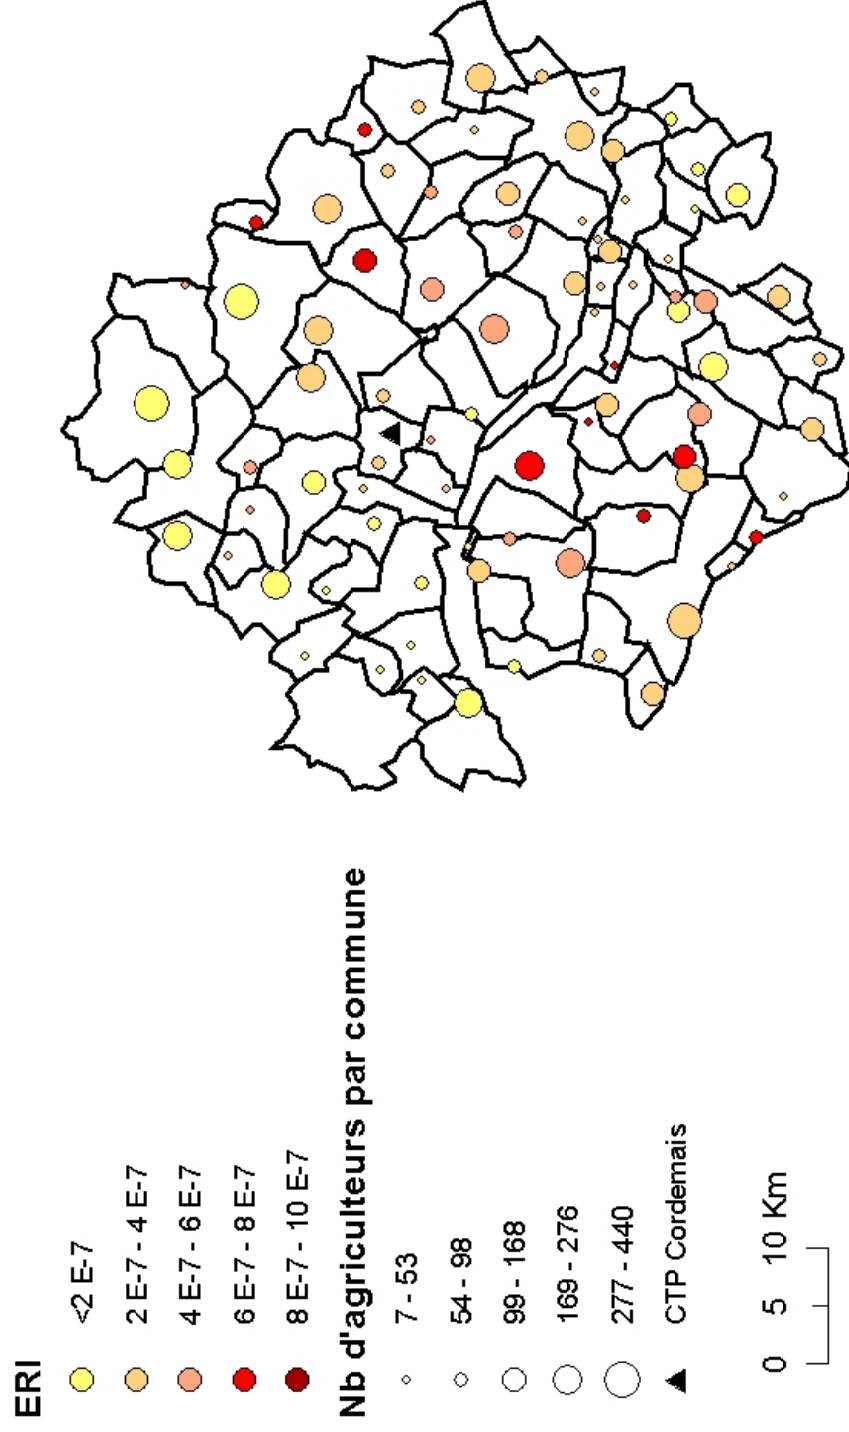 ERI
<2 E-7
2 E-7 - 4 E-7
4 E-7 - 6 E-7
6 E-7 - 8 E-7
8 E-7 - 10 E-7
Nb d'agriculteurs par commune
7 - 53
54 - 98
99 - 168
169 - 276
277 - 440
CTP Cordemais
0 5 10 Km